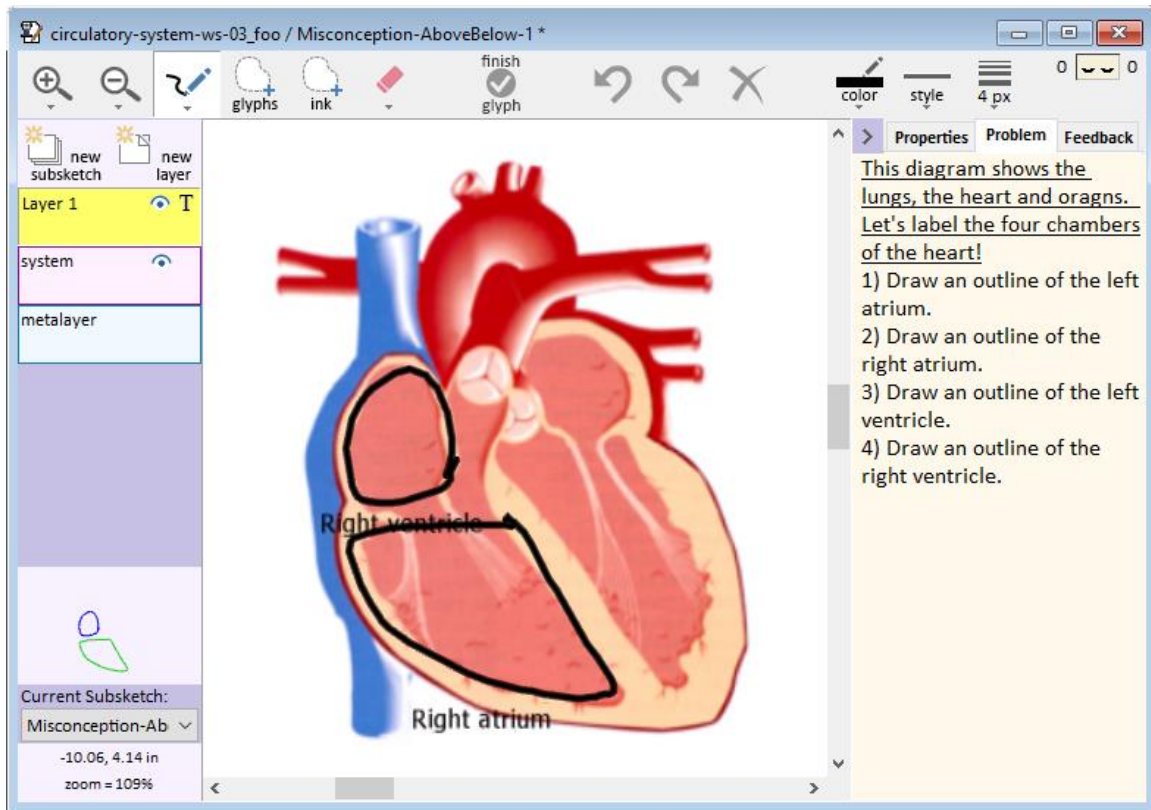 circulatory-system-ws-03_foo / Misconception-AboveBelow-1 *
finish
glyphs
ink
glyph
color
style
4 px
0
0
new
subsketch
new
layer
Layer 1
T
system
metalayer
Current Subsketch:
Misconception-Ab
-10.06, 4.14 in
zoom = 109%
Right ventricle
Right atrium
Properties
Problem
Feedback
This diagram shows the
lungs, the heart and oragns.
Let's label the four chambers
of the heart!
1) Draw an outline of the left
atrium.
2) Draw an outline of the
right atrium.
3) Draw an outline of the left
ventricle.
4) Draw an outline of the
right ventricle.